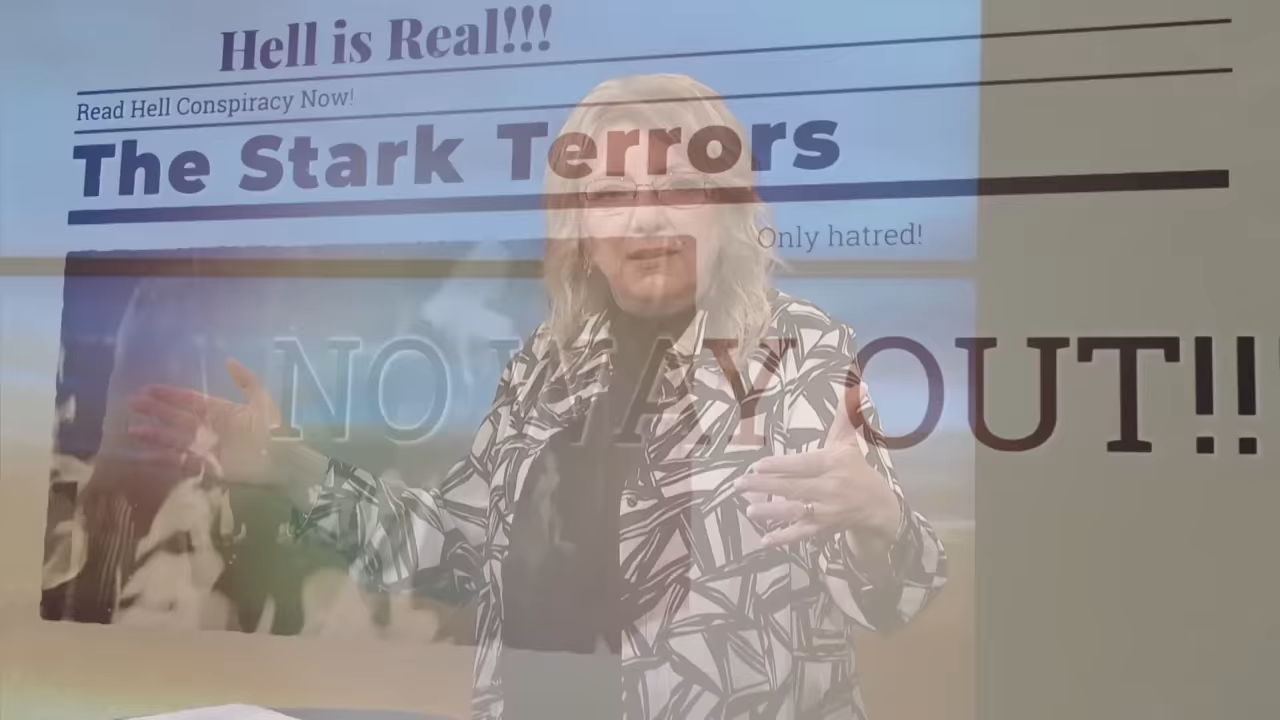 Hell is Real!!!
Read Hell Conspiracy Now!
The Stark Terrors
Only hatred!
NO WAY OUT!!